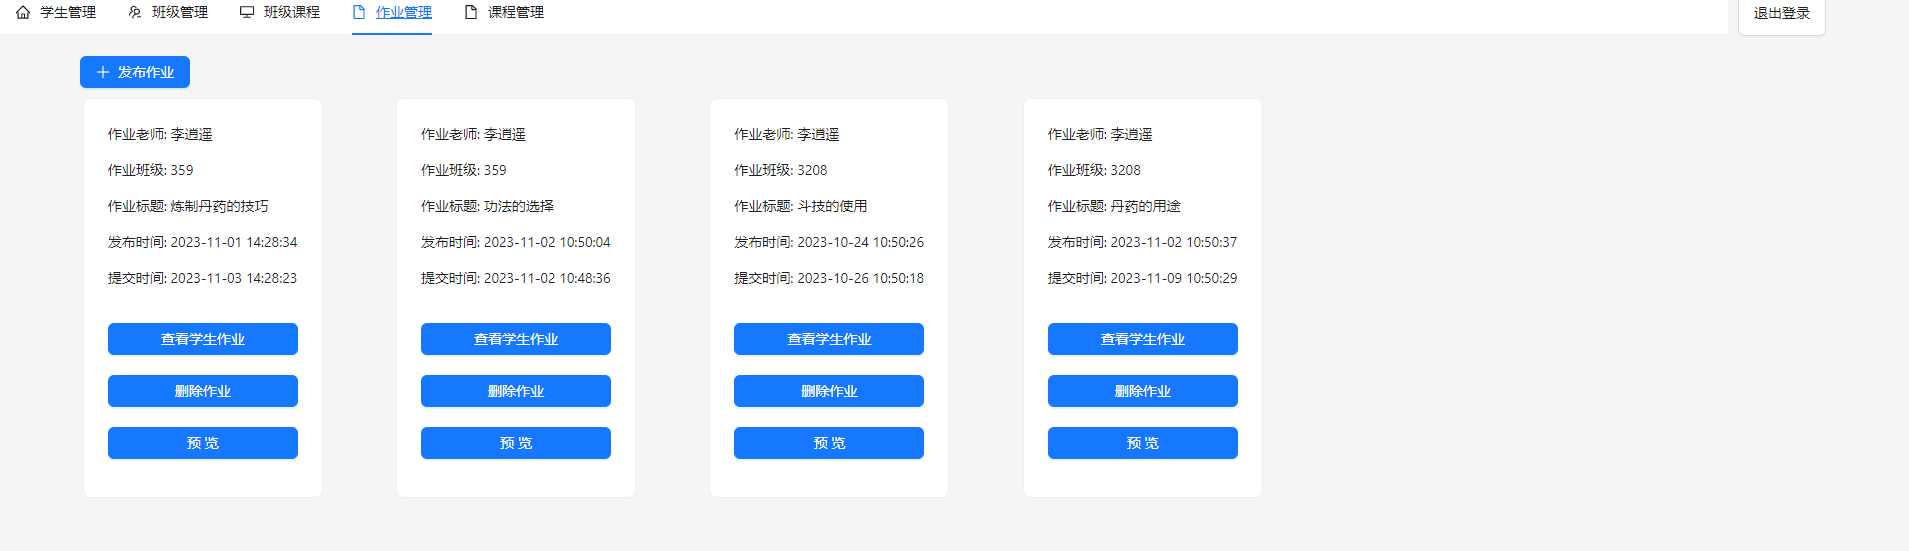 学生管理 班级管理 班级课程 作业管理 课程管理 退出登录
发布作业
作业老师: 李逍遥
作业班级: 359
作业标题: 炼制丹药的技巧
发布时间: 2023-11-01 14:28:34
提交时间: 2023-11-03 14:28:23
查看学生作业
删除作业
预 览
作业老师: 李逍遥
作业班级: 359
作业标题: 功法的选择
发布时间: 2023-11-02 10:50:04
提交时间: 2023-11-02 10:48:36
查看学生作业
删除作业
预 览
作业老师: 李逍遥
作业班级: 3208
作业标题: 斗技的使用
发布时间: 2023-10-24 10:50:26
提交时间: 2023-10-26 10:50:18
查看学生作业
删除作业
预 览
作业老师: 李逍遥
作业班级: 3208
作业标题: 丹药的用途
发布时间: 2023-11-02 10:50:37
提交时间: 2023-11-09 10:50:29
查看学生作业
删除作业
预 览